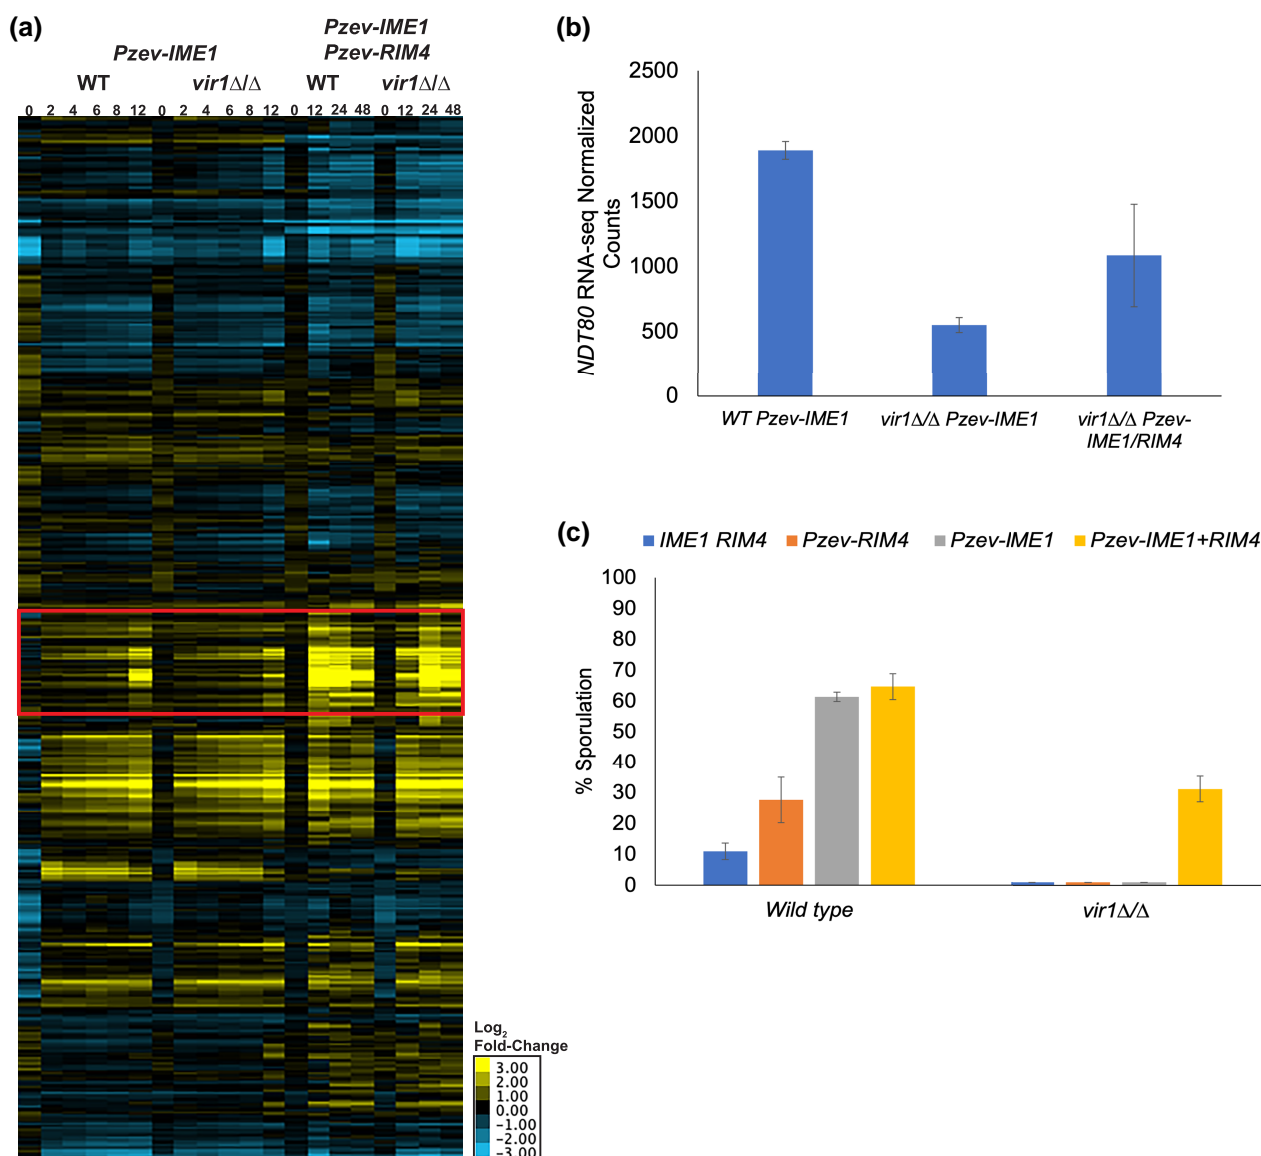 (a)
Pzev-IME1
Pzev-RIM4
Pzev-IME1
WT vir1Δ/Δ WT vir1Δ/Δ
0 2 4 6 8 12 0 2 4 6 8 12 0 12 24 48 0 12 24 48
Log2
Fold-Change
3.00
2.00
1.00
0.00
-1.00
-2.00
-3.00
(b)
NDT80 RNA-seq Normalized
Counts
2500
2000
1500
1000
500
0
WT Pzev-IME1 vir1Δ/Δ Pzev-IME1 vir1Δ/Δ Pzev-
IME1/RIM4
(c)
IME1 RIM4 Pzev-RIM4 Pzev-IME1 Pzev-IME1+RIM4
% Sporulation
100
90
80
70
60
50
40
30
20
10
0
Wild type vir1Δ/Δ